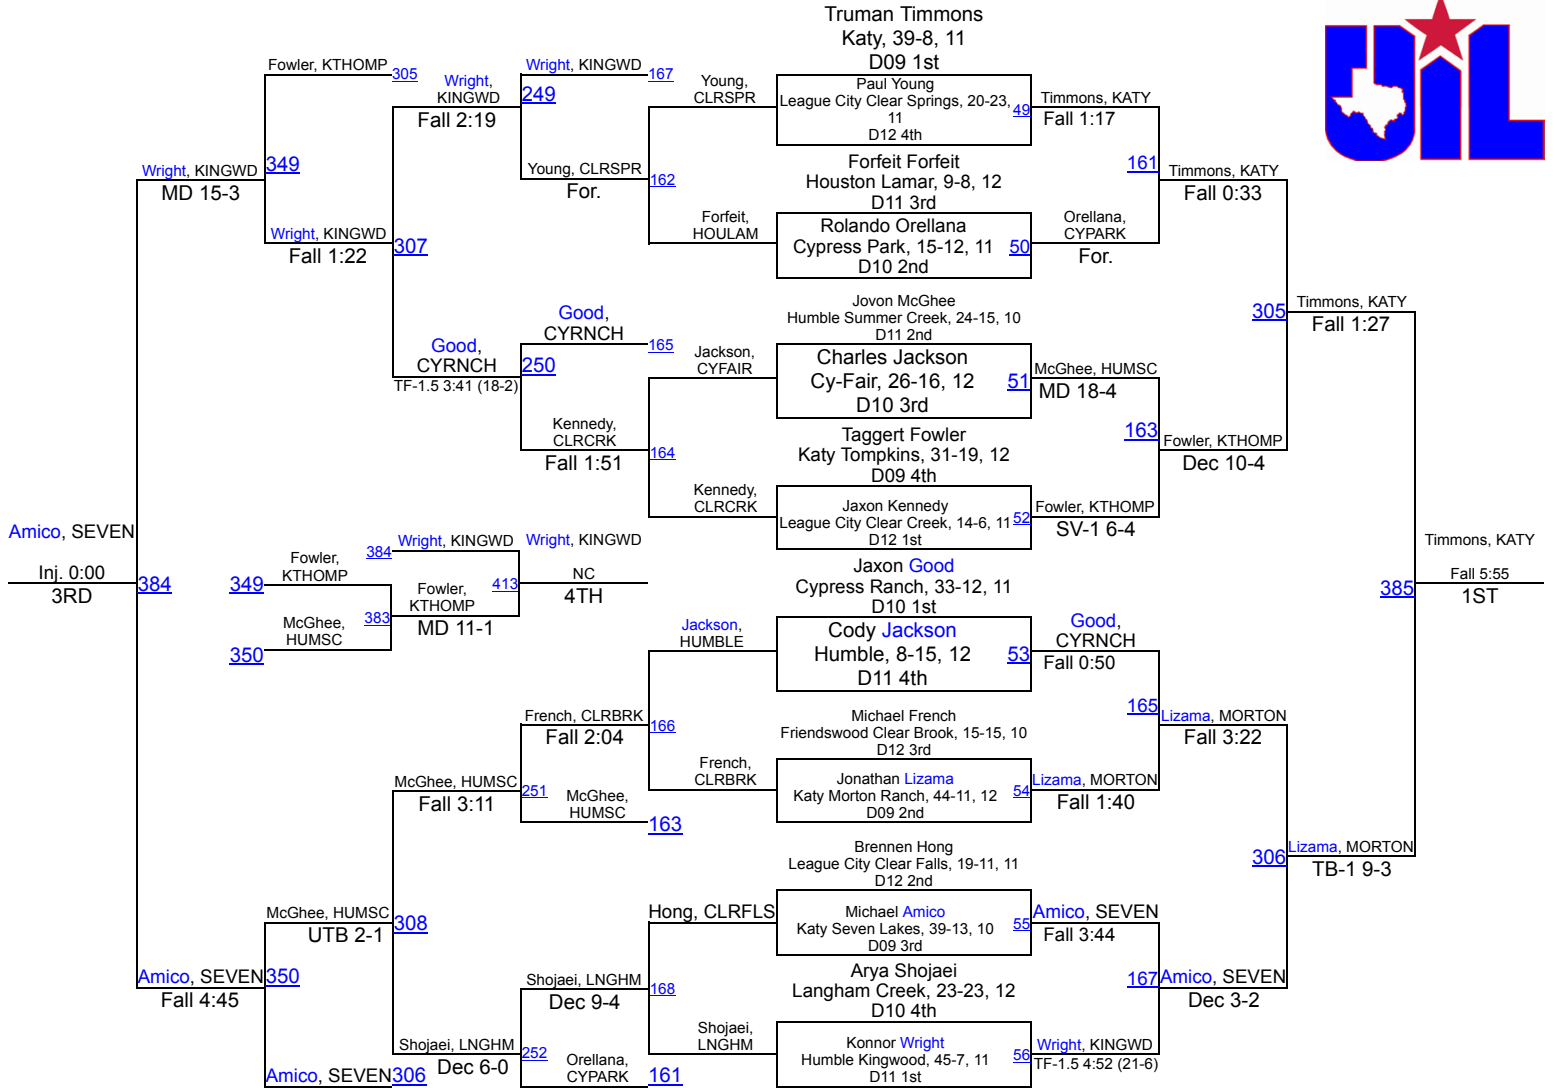 Truman Timmons
Katy, 39-8, 11
D09 1st
Paul Young
League City Clear Springs, 20-23,
11
D12 4th
49
Forfeit Forfeit
Houston Lamar, 9-8, 12
D11 3rd
Rolando Orellana
Cypress Park, 15-12, 11
D10 2nd
50
Jovon McGhee
Humble Summer Creek, 24-15, 10
D11 2nd
Charles Jackson
Cy-Fair, 26-16, 12
D10 3rd
51
Taggert Fowler
Katy Tompkins, 31-19, 12
D09 4th
Jaxon Kennedy
League City Clear Creek, 14-6, 11
D12 1st
52
Jaxon Good
Cypress Ranch, 33-12, 11
D10 1st
Cody Jackson
Humble, 8-15, 12
D11 4th
53
Michael French
Friendswood Clear Brook, 15-15, 10
D12 3rd
Jonathan Lizama
Katy Morton Ranch, 44-11, 12
D09 2nd
54
Brennen Hong
League City Clear Falls, 19-11, 11
D12 2nd
Michael Amico
Katy Seven Lakes, 39-13, 10
D09 3rd
55
Arya Shojaei
Langham Creek, 23-23, 12
D10 4th
Konnor Wright
Humble Kingwood, 45-7, 11
D11 1st
56
Timmons, KATY
Fall 1:17
161
Orellana,
CYPARK
For.
McGhee, HUMSC
MD 18-4
163
Fowler, KTHOMP
SV-1 6-4
Good,
CYRNCH
Fall 0:50
165
Lizama, MORTON
Fall 1:40
Amico, SEVEN
Fall 3:44
167
Wright, KINGWD
TF-1.5 4:52 (21-6)
Timmons, KATY
Fall 0:33
305
Fowler, KTHOMP
Dec 10-4
Lizama, MORTON
Fall 3:22
306
Amico, SEVEN
Dec 3-2
Timmons, KATY
Fall 1:27
385
Lizama, MORTON
TB-1 9-3
Timmons, KATY
Fall 5:55
1ST
UIL
Young,
CLRSPR
162
Forfeit,
HOULAM
Jackson,
CYFAIR
164
Kennedy,
CLRCRK
Jackson,
HUMBLE
166
French,
CLRBRK
Hong, CLRFLS
168
Shojaei,
LNGHM
Wright, KINGWD
167
249
Young, CLRSPR
For.
Good,
CYRNCH
165
250
Kennedy,
CLRCRK
Fall 1:51
French, CLRBRK
Fall 2:04
251
McGhee,
HUMSC
163
Shojaei, LNGHM
Dec 9-4
252
Orellana,
CYPARK
161
Wright,
KINGWD
Fall 2:19
307
Good,
CYRNCH
TF-1.5 3:41 (18-2)
McGhee, HUMSC
Fall 3:11
308
Shojaei, LNGHM
Dec 6-0
Fowler, KTHOMP
305
349
Wright, KINGWD
Fall 1:22
McGhee, HUMSC
UTB 2-1
350
Amico, SEVEN
306
Wright, KINGWD
MD 15-3
384
Amico, SEVEN
Fall 4:45
Amico, SEVEN
Inj. 0:00
3RD
349
Fowler,
KTHOMP
383
McGhee,
HUMSC
350
384
Wright, KINGWD
413
Fowler,
KTHOMP
MD 11-1
Wright, KINGWD
NC
4TH